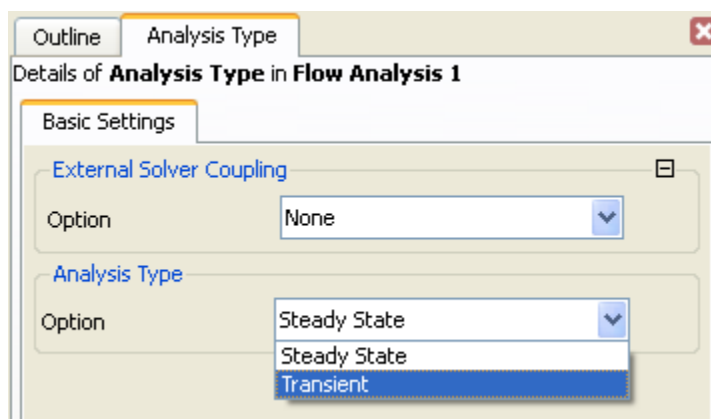 Outline Analysis Type
Details of Analysis Type in Flow Analysis 1
Basic Settings
External Solver Coupling
Option None
Analysis Type
Option Steady State
Steady State
Transient